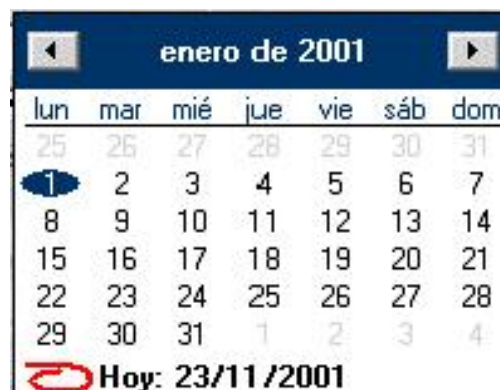 enero de 2001
lun mar mié jue vie sáb dom
25 26 27 28 29 30 31
1 2 3 4 5 6 7
8 9 10 11 12 13 14
15 16 17 18 19 20 21
22 23 24 25 26 27 28
29 30 31 1 2 3 4
Hoy: 23/11/2001